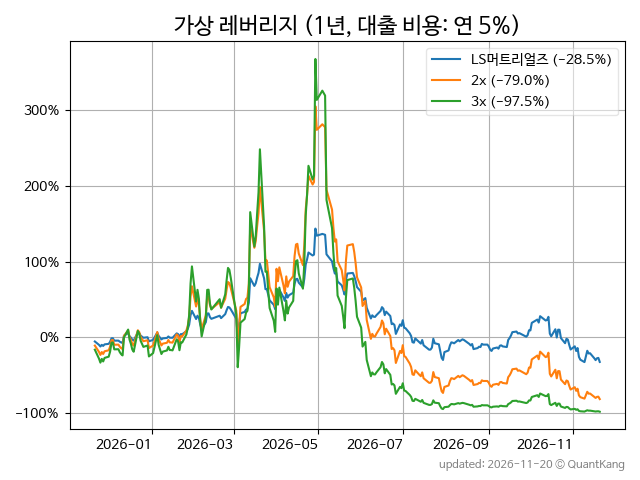 가상 레버리지 (1년, 대출 비용: 연 5%)
LS머트리얼즈 (−28.5%)
2x (−79.0%)
3x (−97.5%)
300%
200%
100%
0%
−100%
2026−01 2026−03 2026−05 2026−07 2026−09 2026−11
updated: 2026-11-20 © QuantKang